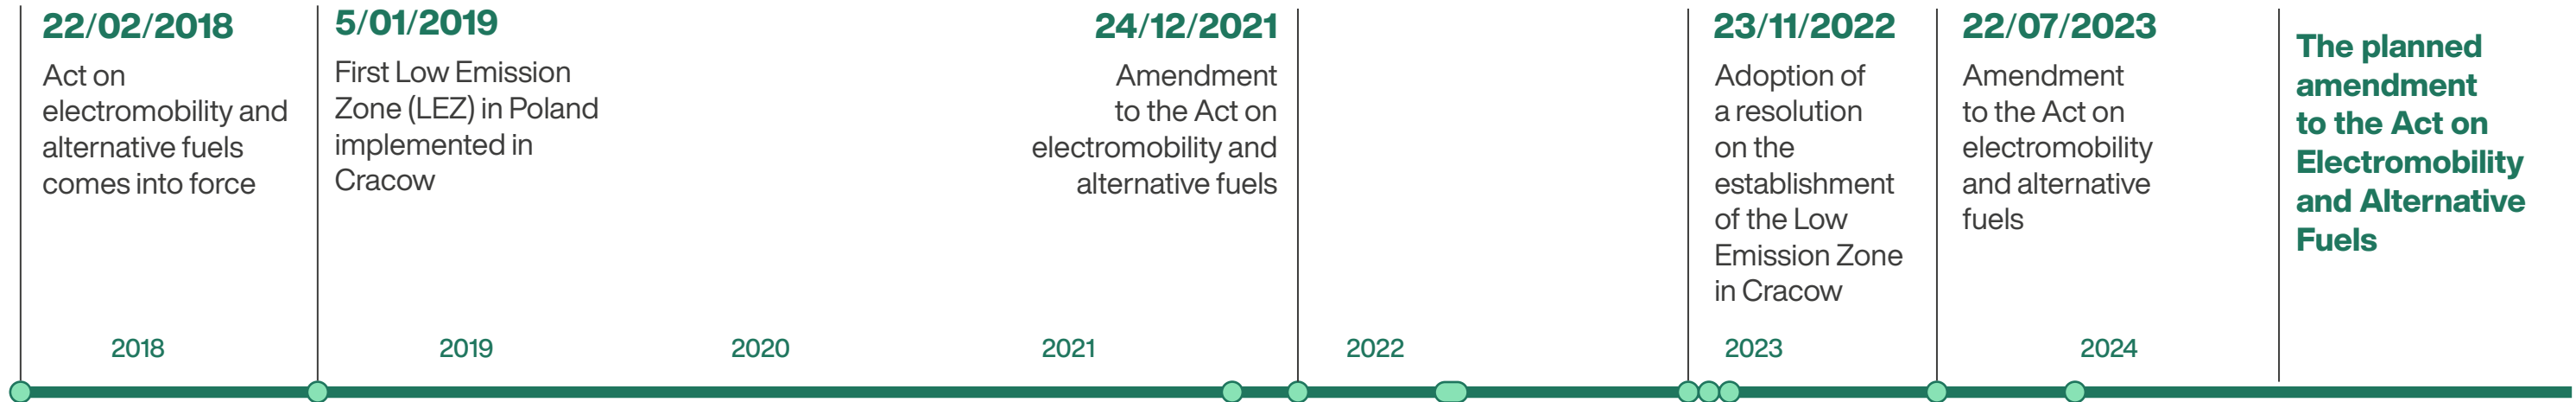 22/02/2018
Act on
electromobility and
alternative fuels
comes into force
5/01/2019
First Low Emission
Zone (LEZ) in Poland
implemented in
Cracow
24/12/2021
Amendment
to the Act on
electromobility and
alternative fuels
23/11/2022
Adoption of
a resolution
on the
establishment
of the Low
Emission Zone
in Cracow
22/07/2023
Amendment
to the Act on
electromobility
and alternative
fuels
The planned
amendment
to the Act on
Electromobility
and Alternative
Fuels
2018
2019
2020
2021
2022
2023
2024